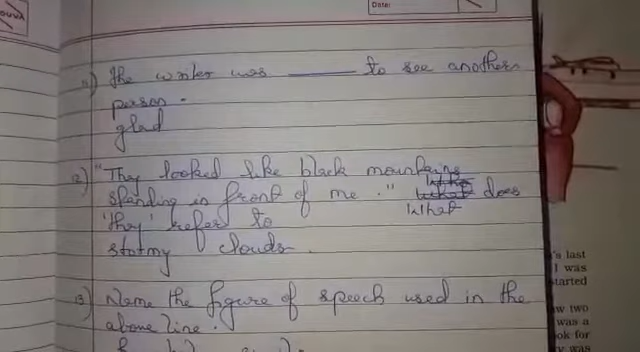 Date:
1) The writer was ______ to see another
person.
glad
2) "They looked like black mountains
standing in front of me." What does
'they' refer to
stormy clouds.
3) Name the figure of speech used in the
above line.
's last
I was
started
w two
was a
ok for
y was